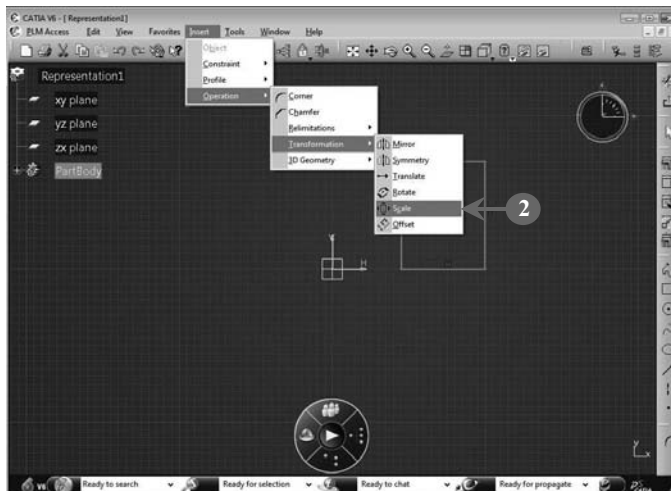 CATIA V6 - [ Representation1]
PLM Access Edit View Favorites Insert Tools Window Help
Object
Constraint
Profile
Operation
Corner
Chamfer
Relimitations
Transformation
3D Geometry
Mirror
Symmetry
Translate
Rotate
Scale
Offset
2
Representation1
xy plane
yz plane
zx plane
PartBody
V
H
y
x
V6 Ready to search Ready for selection Ready to chat Ready for propagate
CATIA